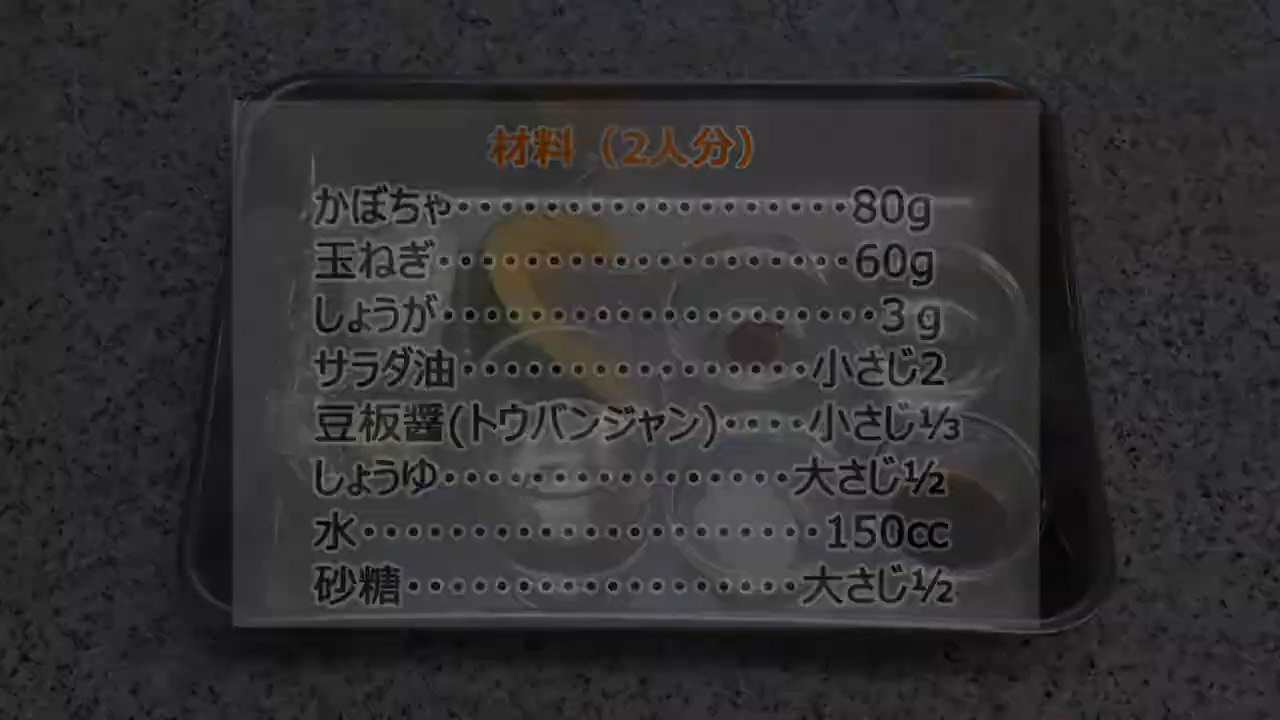 材料（2人分）
かぼちゃ･･････････････････80g
玉ねぎ･･･････････････････60g
しょうが････････････････････3g
サラダ油････････････････小さじ2
豆板醤(トウバンジャン)････小さじ⅓
しょうゆ････････････････大さじ½
水･････････････････････150cc
砂糖･･････････････････大さじ½